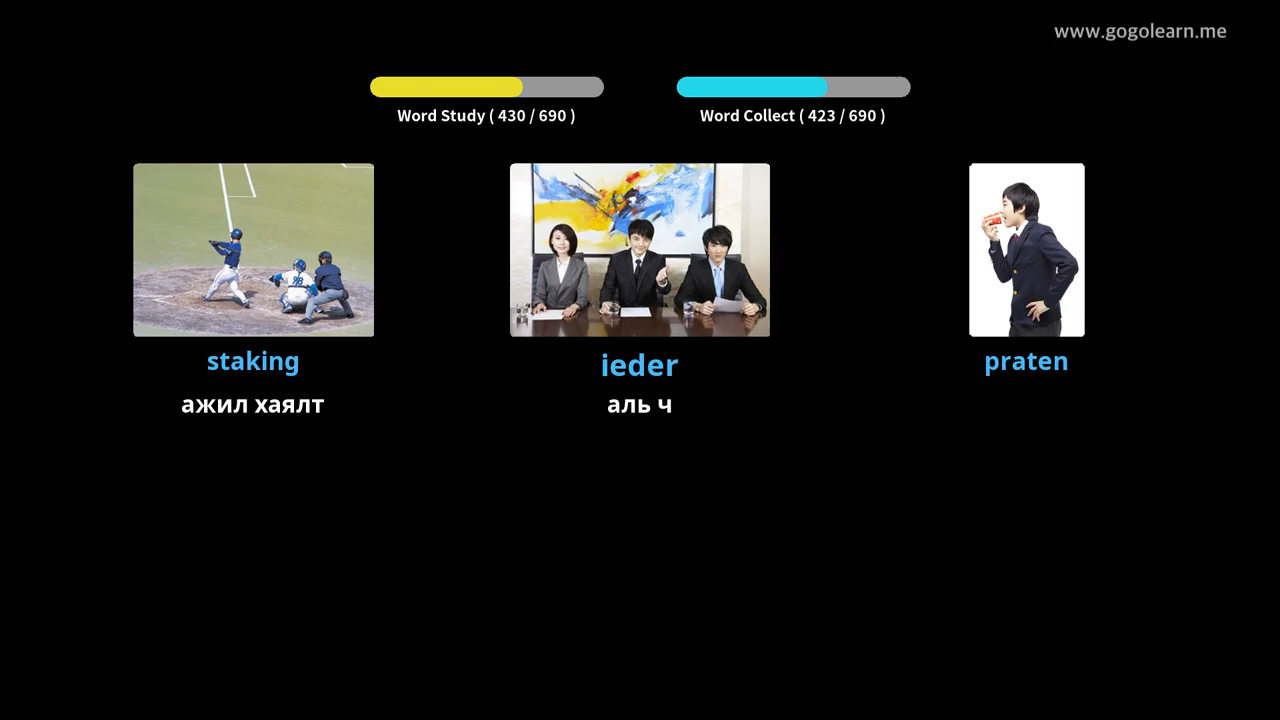 www.gogolearn.me
Word Study ( 430 / 690 )
Word Collect ( 423 / 690 )
staking
ieder
praten
ажил хаялт
аль ч